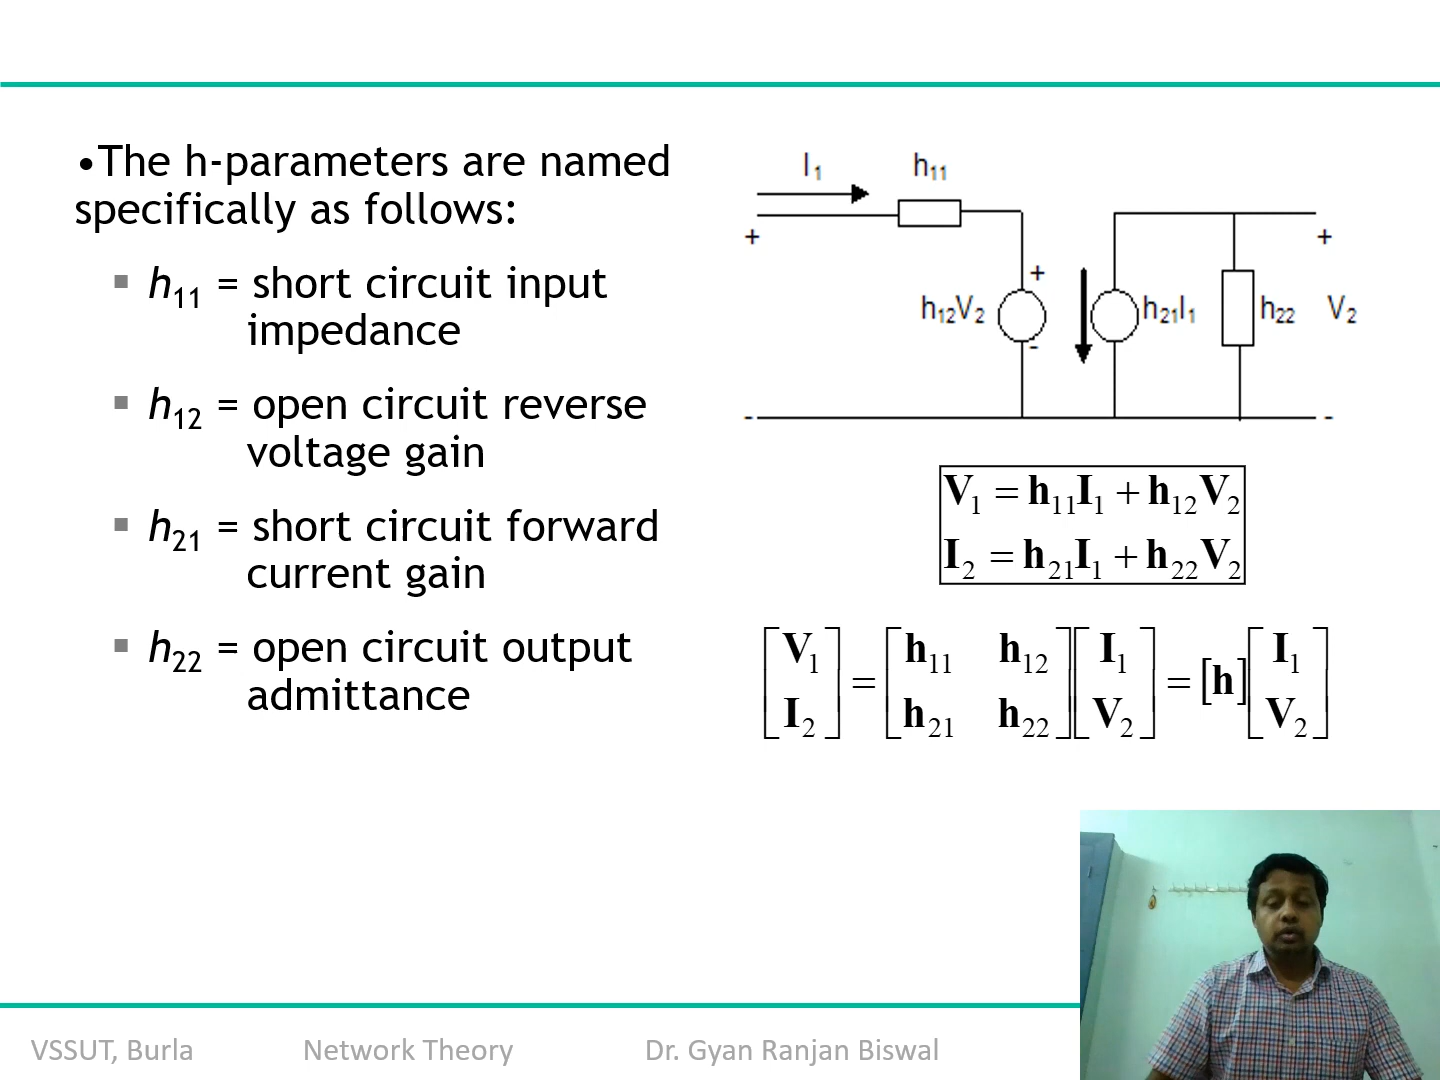 •The h-parameters are named
specifically as follows:
▪ h₁₁ = short circuit input
impedance
▪ h₁₂ = open circuit reverse
voltage gain
▪ h₂₁ = short circuit forward
current gain
▪ h₂₂ = open circuit output
admittance
I₁ h₁₁
+ +
+
h₁₂V₂ h₂₁I₁ h₂₂ V₂
-
- -
V₁ = h₁₁I₁ + h₁₂V₂
I₂ = h₂₁I₁ + h₂₂V₂
[V₁ I₂] = [h₁₁ h₁₂ h₂₁ h₂₂] [I₁ V₂] = [h] [I₁ V₂]
VSSUT, Burla Network Theory Dr. Gyan Ranjan Biswal